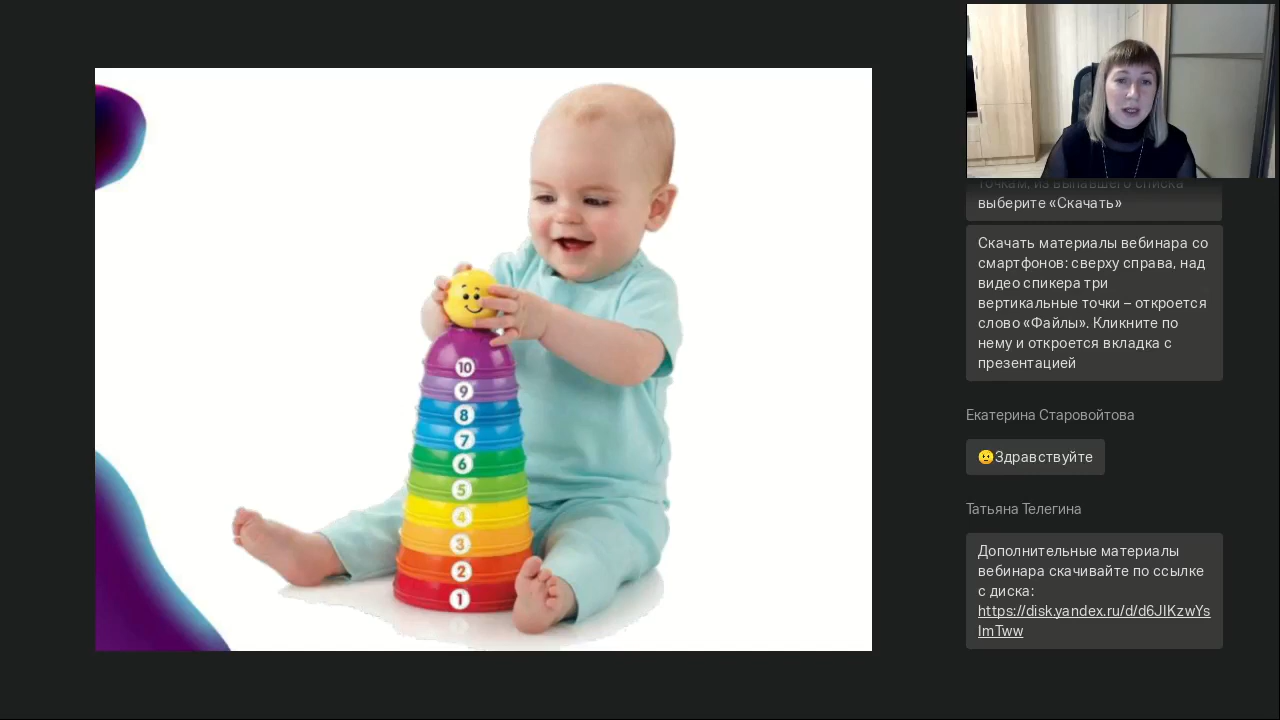 10
9
8
7
6
5
4
3
2
1
точкам, из выпавшего списка
выберите «Скачать»
Скачать материалы вебинара со
смартфонов: сверху справа, над
видео спикера три
вертикальные точки – откроется
слово «Файлы». Кликните по
нему и откроется вкладка с
презентацией
Екатерина Старовойтова
😕Здравствуйте
Татьяна Телегина
Дополнительные материалы
вебинара скачивайте по ссылке
с диска:
https://disk.yandex.ru/d/d6JIKzwYs
ImTww